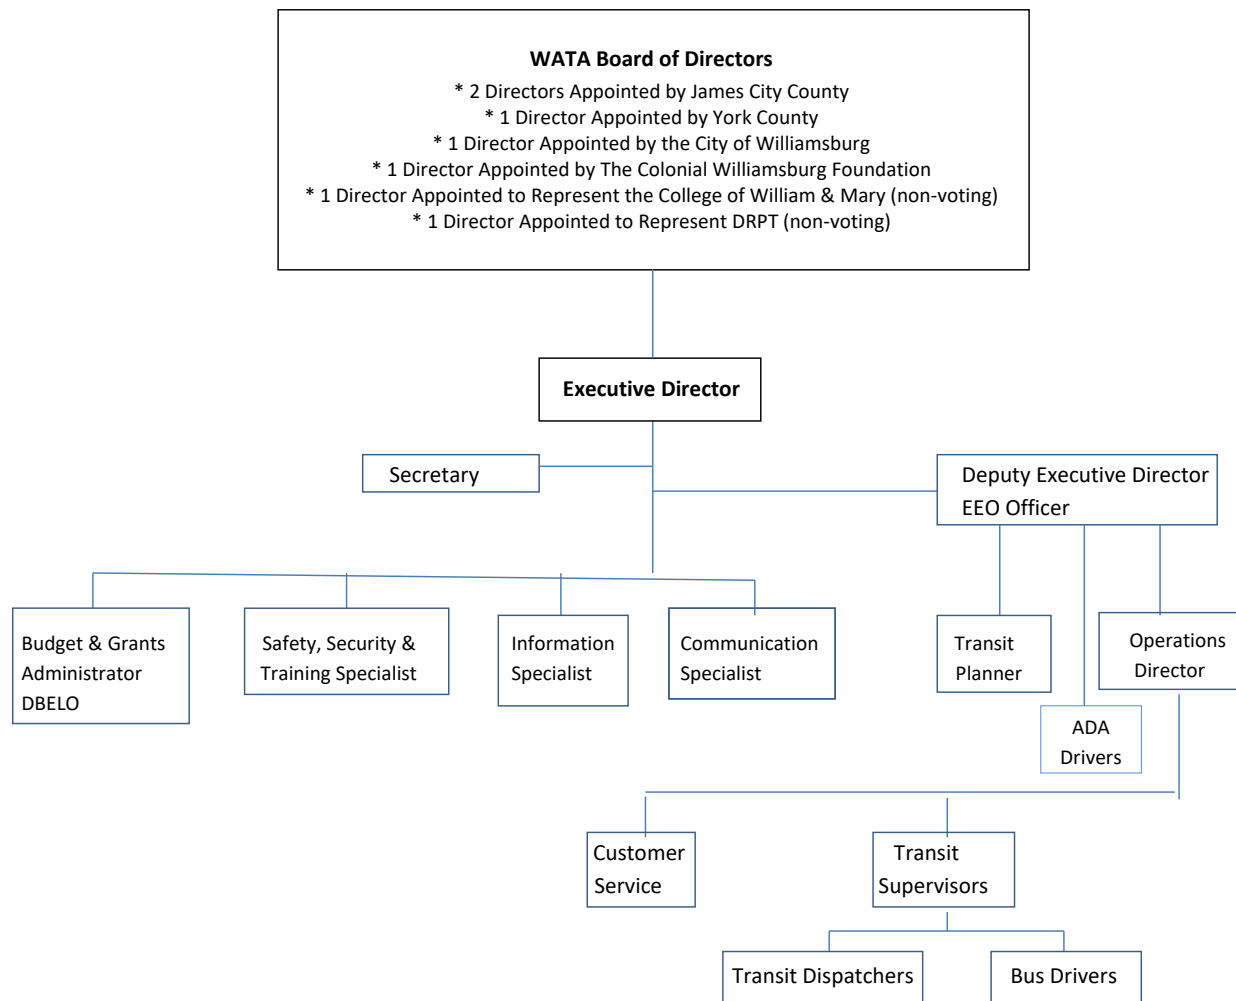 WATA Board of Directors
* 2 Directors Appointed by James City County
* 1 Director Appointed by York County
* 1 Director Appointed by the City of Williamsburg
* 1 Director Appointed by The Colonial Williamsburg Foundation
* 1 Director Appointed to Represent the College of William & Mary (non-voting)
* 1 Director Appointed to Represent DRPT (non-voting)
Executive Director
Secretary
Deputy Executive Director
EEO Officer
Budget & Grants
Administrator
DBELO
Safety, Security &
Training Specialist
Information
Specialist
Communication
Specialist
Transit
Planner
Operations
Director
ADA
Drivers
Customer
Service
Transit
Supervisors
Transit Dispatchers
Bus Drivers